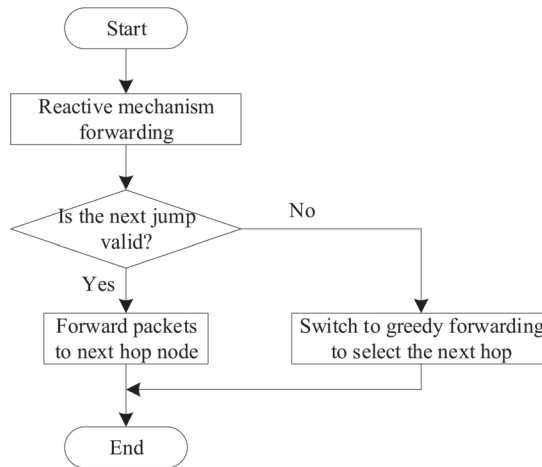 Start
Reactive mechanism
forwarding
Is the next jump
valid?
No
Yes
Forward packets
to next hop node
Switch to greedy forwarding
to select the next hop
End